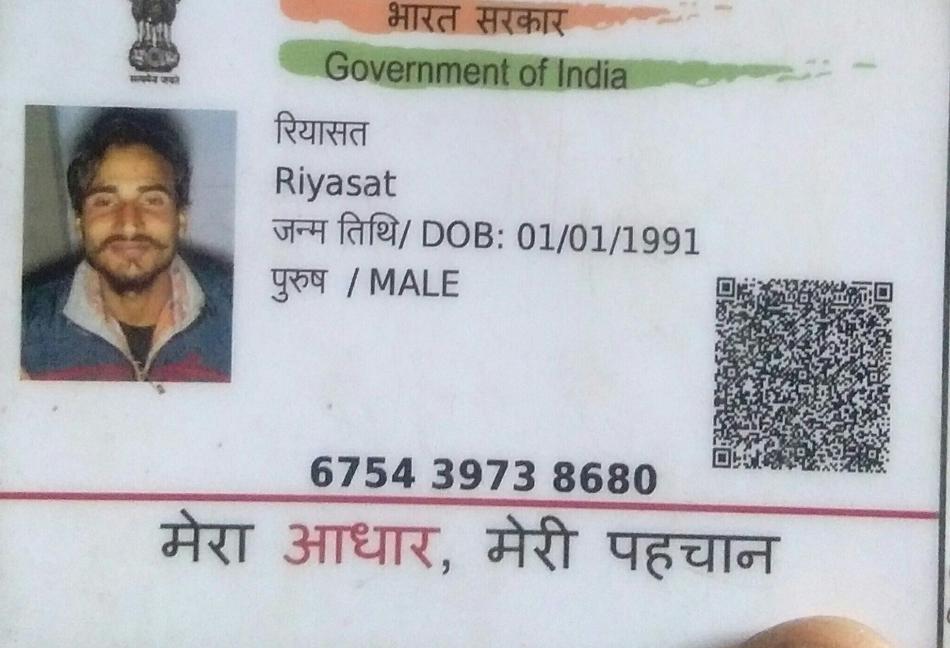 सत्यमेव जयते
भारत सरकार
Government of India
रियासत
Riyasat
जन्म तिथि/ DOB: 01/01/1991
पुरुष / MALE
6754 3973 8680
मेरा आधार, मेरी पहचान